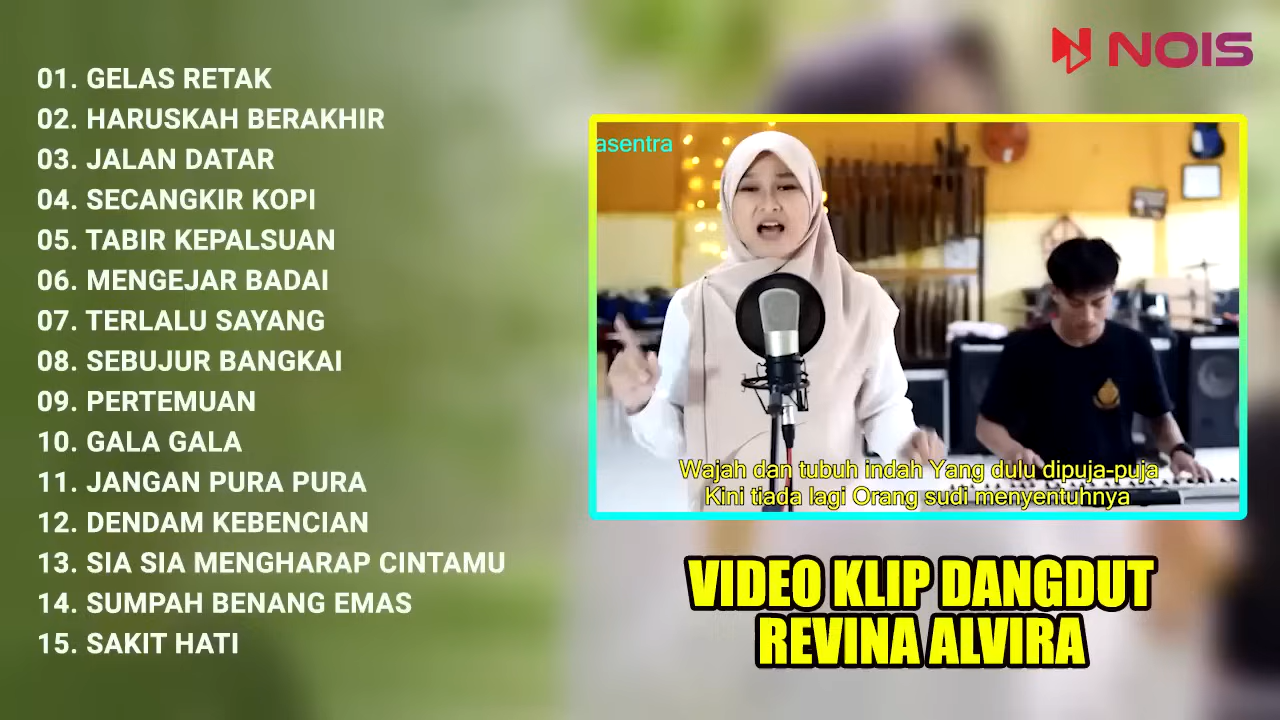 01. GELAS RETAK
02. HARUSKAH BERAKHIR
03. JALAN DATAR
04. SECANGKIR KOPI
05. TABIR KEPALSUAN
06. MENGEJAR BADAI
07. TERLALU SAYANG
08. SEBUJUR BANGKAI
09. PERTEMUAN
10. GALA GALA
11. JANGAN PURA PURA
12. DENDAM KEBENCIAN
13. SIA SIA MENGHARAP CINTAMU
14. SUMPAH BENANG EMAS
15. SAKIT HATI
NOIS
asentra
Wajah dan tubuh indah Yang dulu dipuja-puja
Kini tiada lagi Orang sudi menyentuhnya
VIDEO KLIP DANGDUT
REVINA ALVIRA